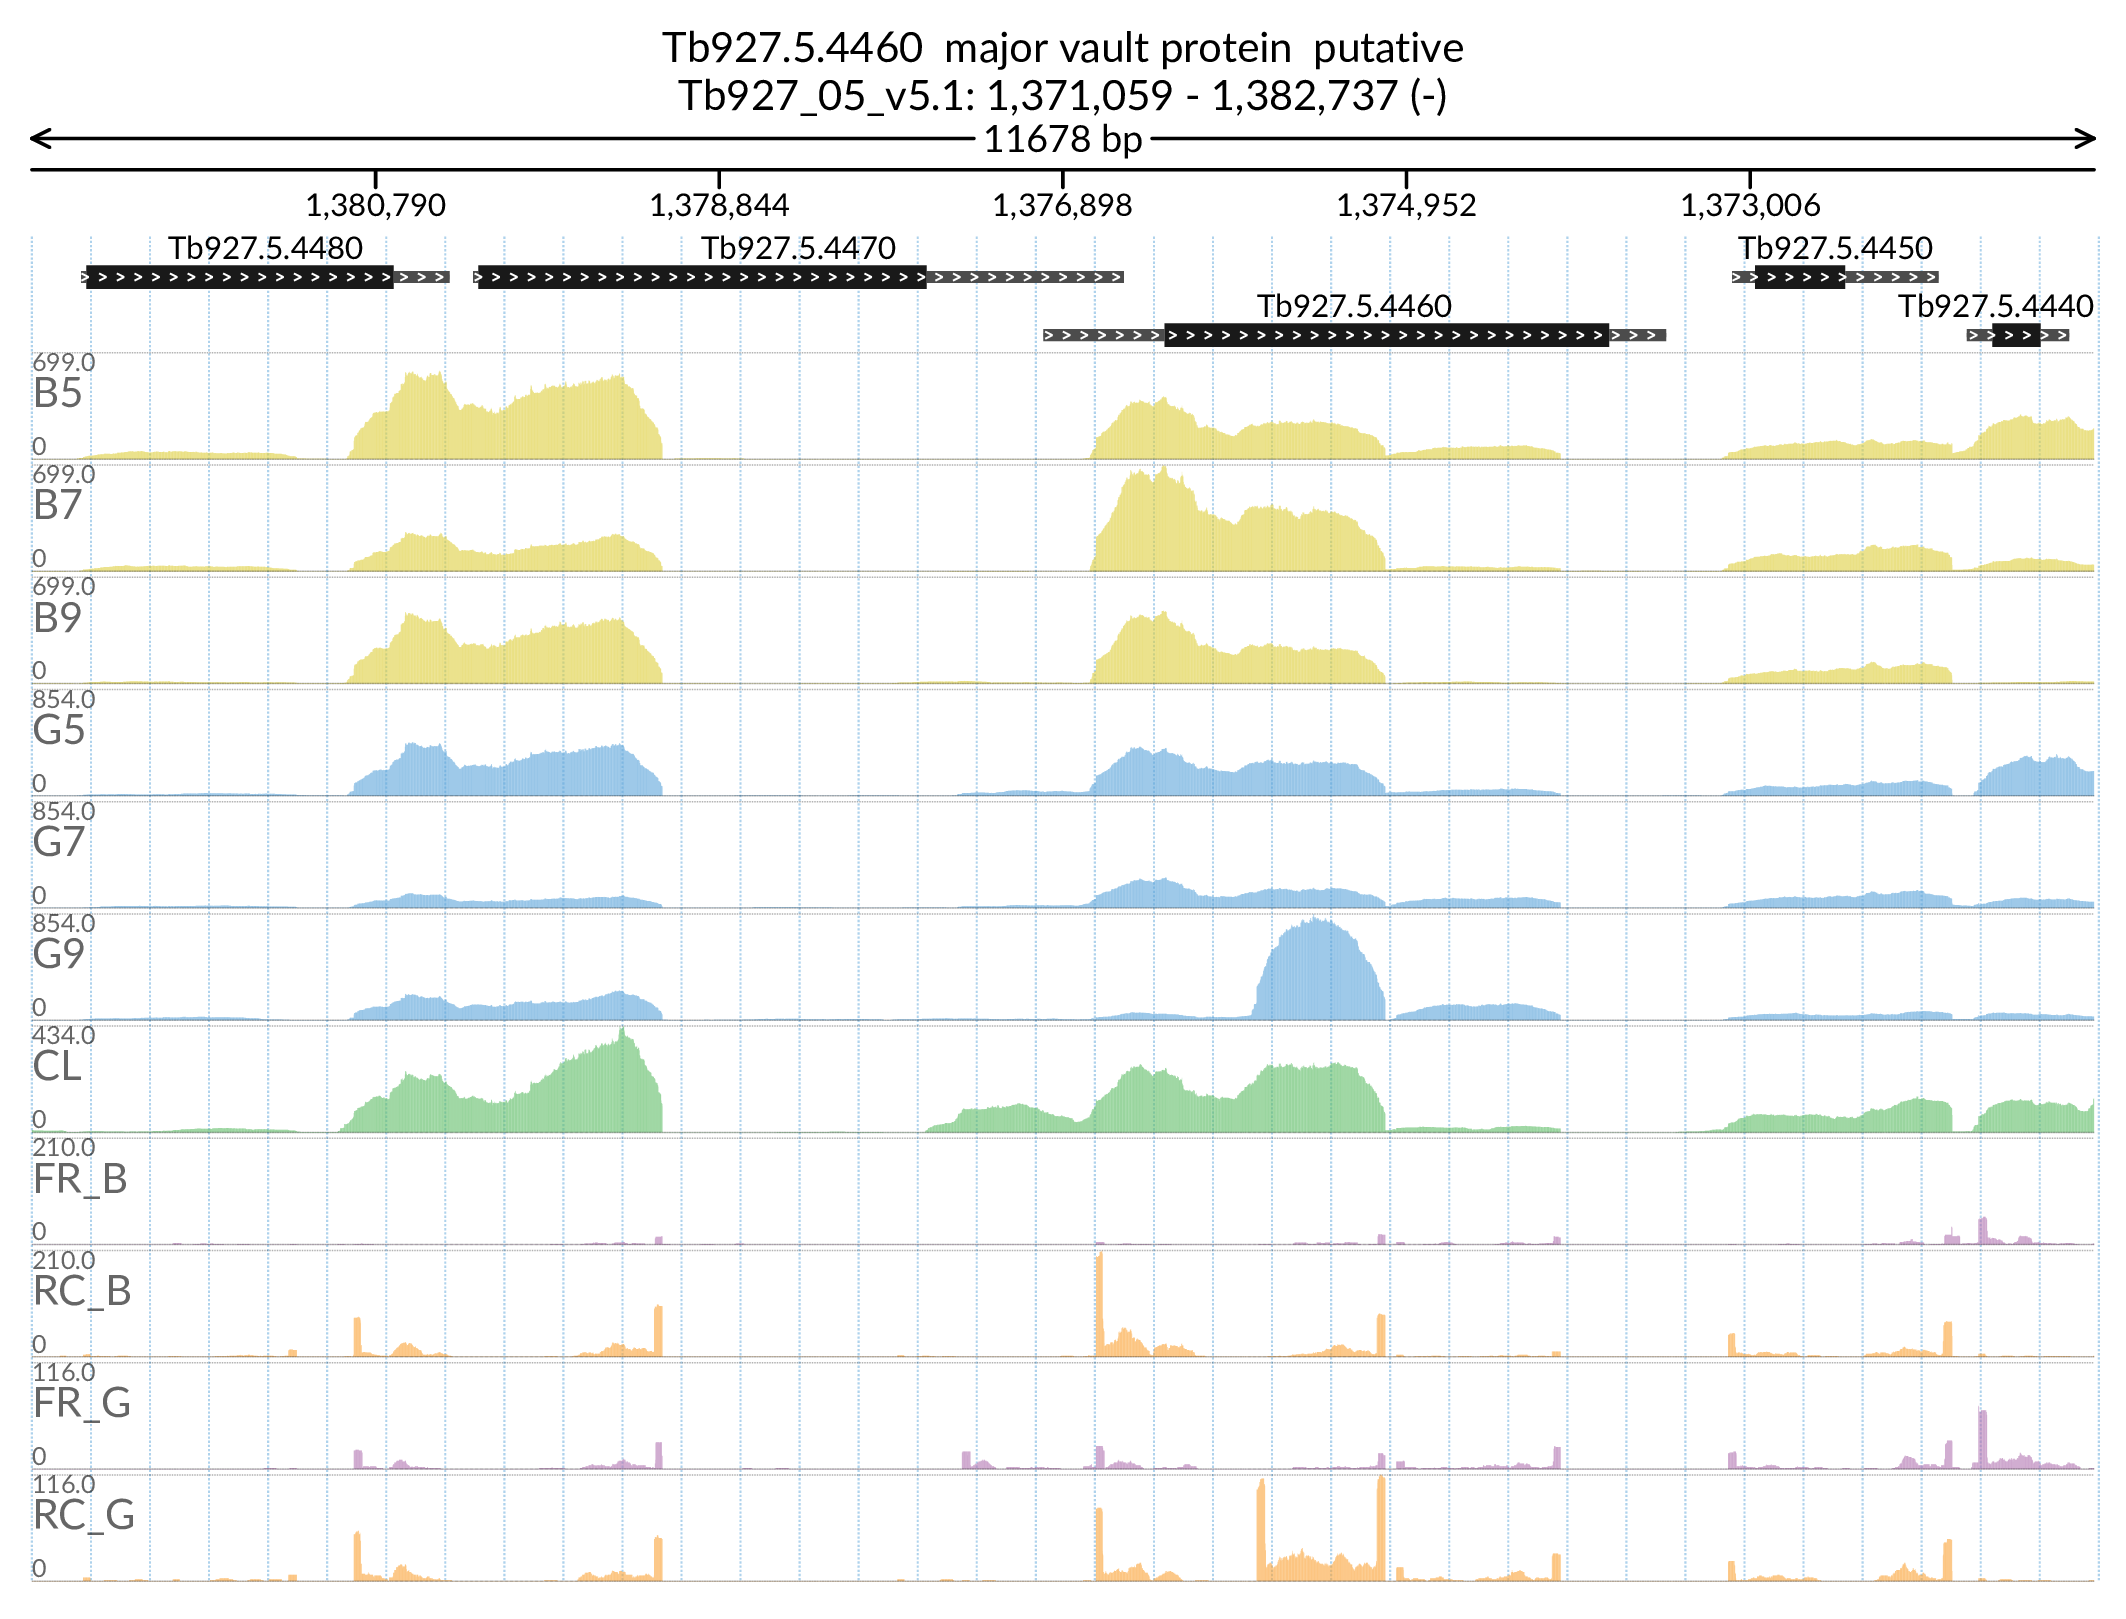 Tb927.5.4460 major vault protein putative
Tb927_05_v5.1: 1,371,059 - 1,382,737 (-)
11678 bp
1,380,790 1,378,844 1,376,898 1,374,952 1,373,006
Tb927.5.4480 Tb927.5.4470 Tb927.5.4450
Tb927.5.4460 Tb927.5.4440
699.0
B5
0
699.0
B7
0
699.0
B9
0
854.0
G5
0
854.0
G7
0
854.0
G9
0
434.0
CL
0
210.0
FR_B
0
210.0
RC_B
0
116.0
FR_G
0
116.0
RC_G
0